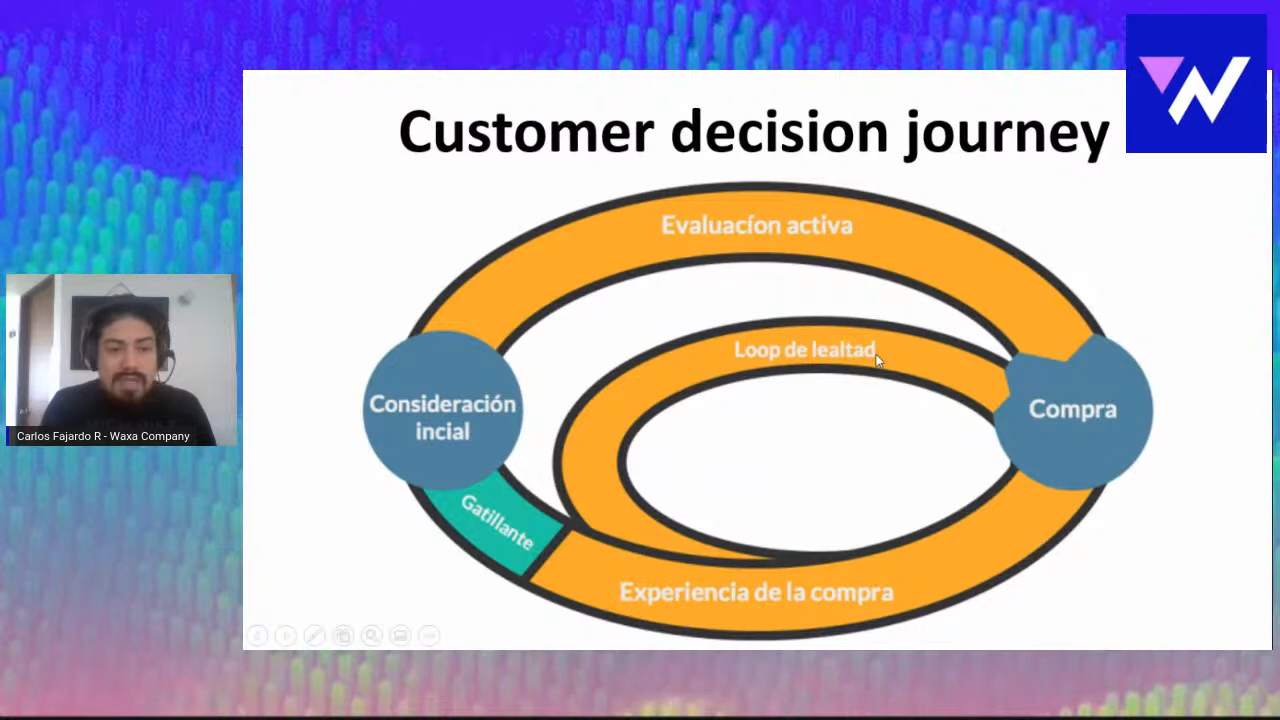 Customer decision journey
Evaluacíon activa
Loop de lealtad
Consideración
incial
Compra
Gatillante
Experiencia de la compra
Carlos Fajardo R - Waxa Company